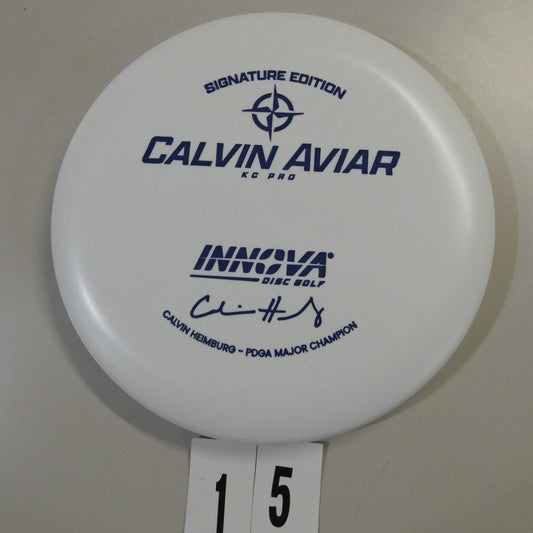 SIGNATURE EDITION
CALVIN AVIAR
KC PRO
INNOVA®
DISC GOLF
CALVIN HEIMBURG - PDGA MAJOR CHAMPION
1 5